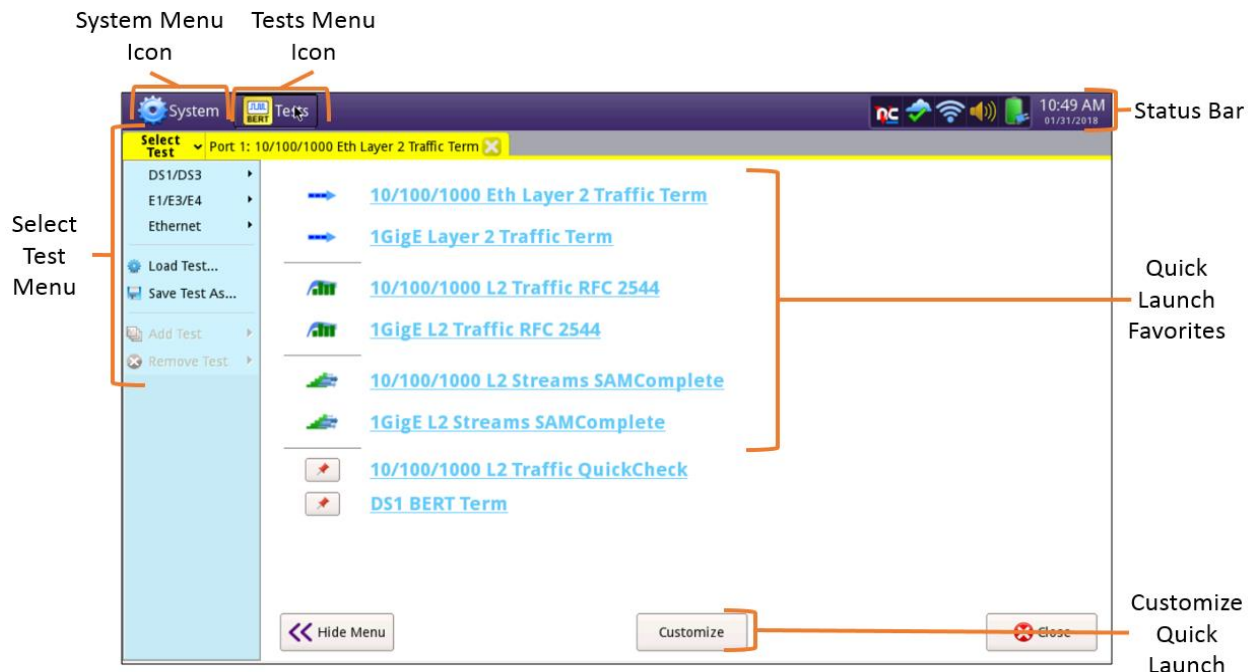 System Menu
Icon
Tests Menu
Icon
System
BERT
Tests
nc
10:49 AM
01/31/2018
Status Bar
Select
Test
Port 1: 10/100/1000 Eth Layer 2 Traffic Term
DS1/DS3
E1/E3/E4
Ethernet
Load Test...
Save Test As...
Add Test
Remove Test
Select
Test
Menu
10/100/1000 Eth Layer 2 Traffic Term
1GigE Layer 2 Traffic Term
10/100/1000 L2 Traffic RFC 2544
1GigE L2 Traffic RFC 2544
10/100/1000 L2 Streams SAMComplete
1GigE L2 Streams SAMComplete
10/100/1000 L2 Traffic QuickCheck
DS1 BERT Term
Quick
Launch
Favorites
Hide Menu
Customize
Close
Customize
Quick
Launch